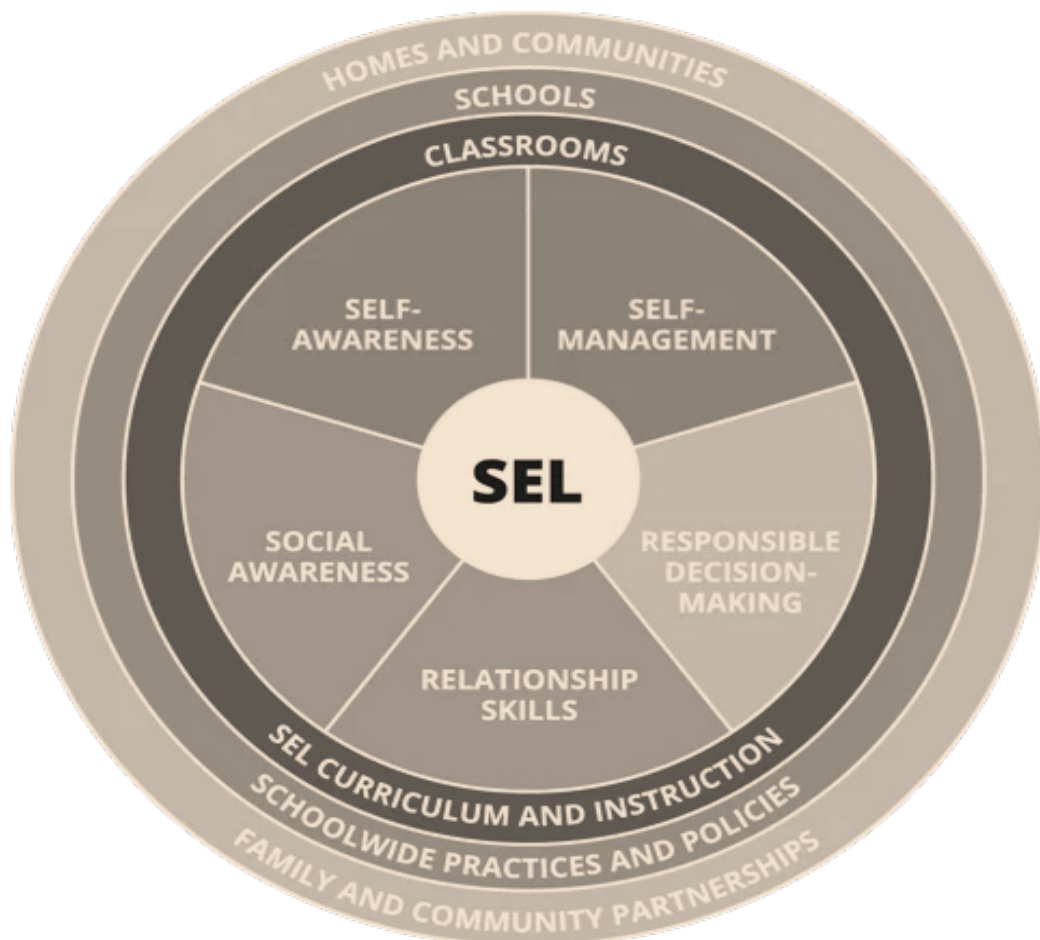 HOMES AND COMMUNITIES
SCHOOLS
CLASSROOMS
SELF-
AWARENESS
SELF-
MANAGEMENT
SEL
SOCIAL
AWARENESS
RESPONSIBLE
DECISION-
MAKING
RELATIONSHIP
SKILLS
SEL CURRICULUM AND INSTRUCTION
SCHOOLWIDE PRACTICES AND POLICIES
FAMILY AND COMMUNITY PARTNERSHIPS